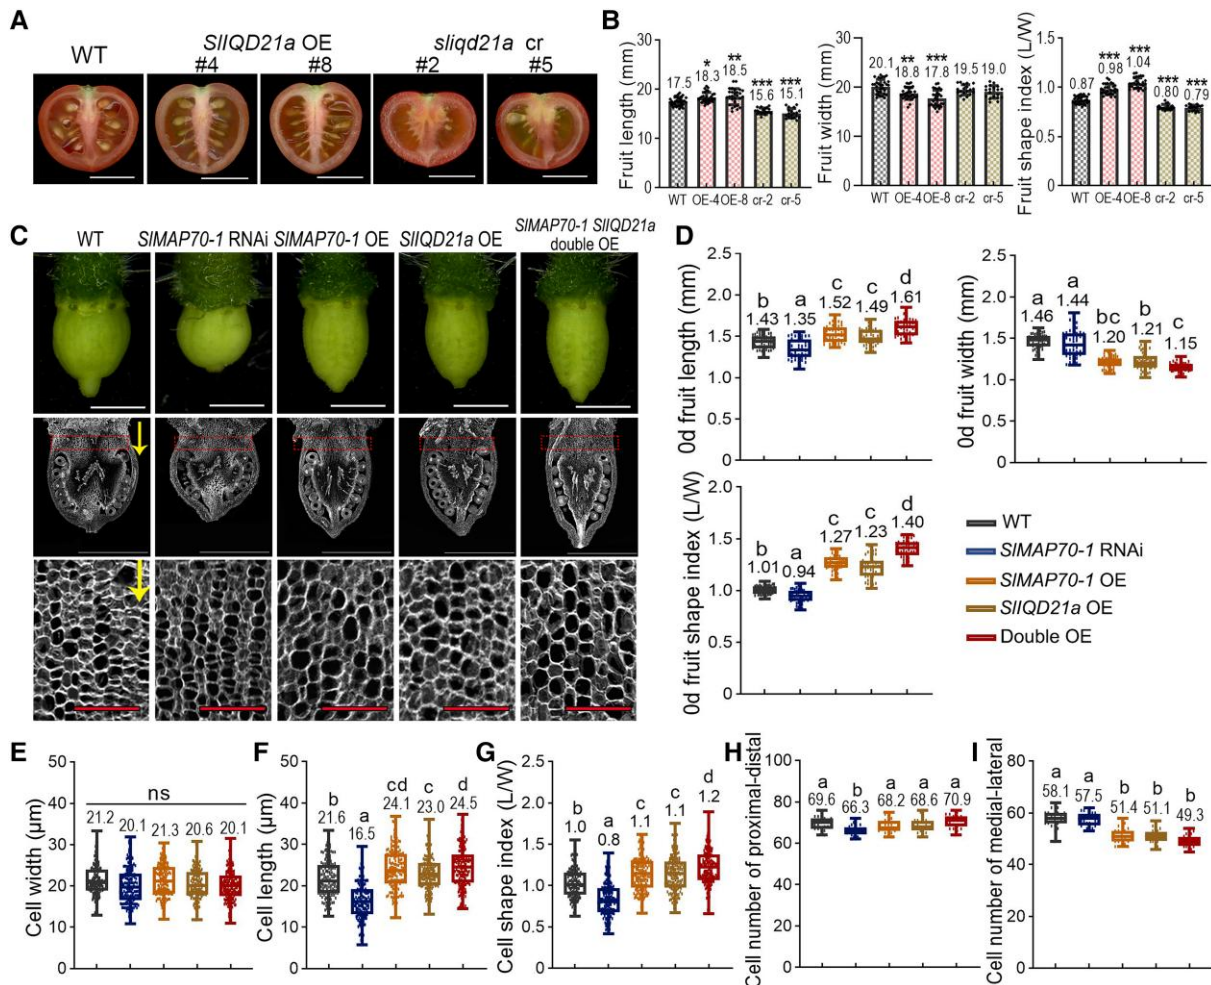 A
WT
SlIQD21a OE
#4 #8
sliqd21a cr
#2 #5
B
Fruit length (mm)
30
20
10
0
17.5
*
18.3
**
18.5
***
15.6
***
15.1
WT OE-4 OE-8 cr-2 cr-5
Fruit width (mm)
30
20
10
0
20.1
**
18.8
***
17.8
19.5
19.0
WT OE-4 OE-8 cr-2 cr-5
Fruit shape index (L/W)
1.5
1.0
0.5
0
0.87
***
0.98
***
1.04
***
0.80
***
0.79
WT OE-4 OE-8 cr-2 cr-5
C
WT
SlMAP70-1 RNAi
SlMAP70-1 OE
SlIQD21a OE
SlMAP70-1 SlIQD21a
double OE
D
0d fruit length (mm)
2.5
2.0
1.5
1.0
0.5
0
b a c c d
1.43 1.35 1.52 1.49 1.61
0d fruit width (mm)
2.5
2.0
1.5
1.0
0.5
0
a a bc b c
1.46 1.44 1.20 1.21 1.15
0d fruit shape index (L/W)
2.0
1.5
1.0
0.5
0
b a c c d
1.01 0.94 1.27 1.23 1.40
WT
SlMAP70-1 RNAi
SlMAP70-1 OE
SlIQD21a OE
Double OE
E
Cell width (μm)
50
40
30
20
10
0
ns
21.2 20.1 21.3 20.6 20.1
F
Cell length (μm)
50
40
30
20
10
0
b a cd c d
21.6 16.5 24.1 23.0 24.5
G
Cell shape index (L/W)
2.5
2.0
1.5
1.0
0.5
0
b a c c d
1.0 0.8 1.1 1.1 1.2
H
Cell number of proximal-distal
100
80
60
40
20
0
a b a a a
69.6 66.3 68.2 68.6 70.9
I
Cell number of medial-lateral
80
60
40
20
0
a a b b b
58.1 57.5 51.4 51.1 49.3